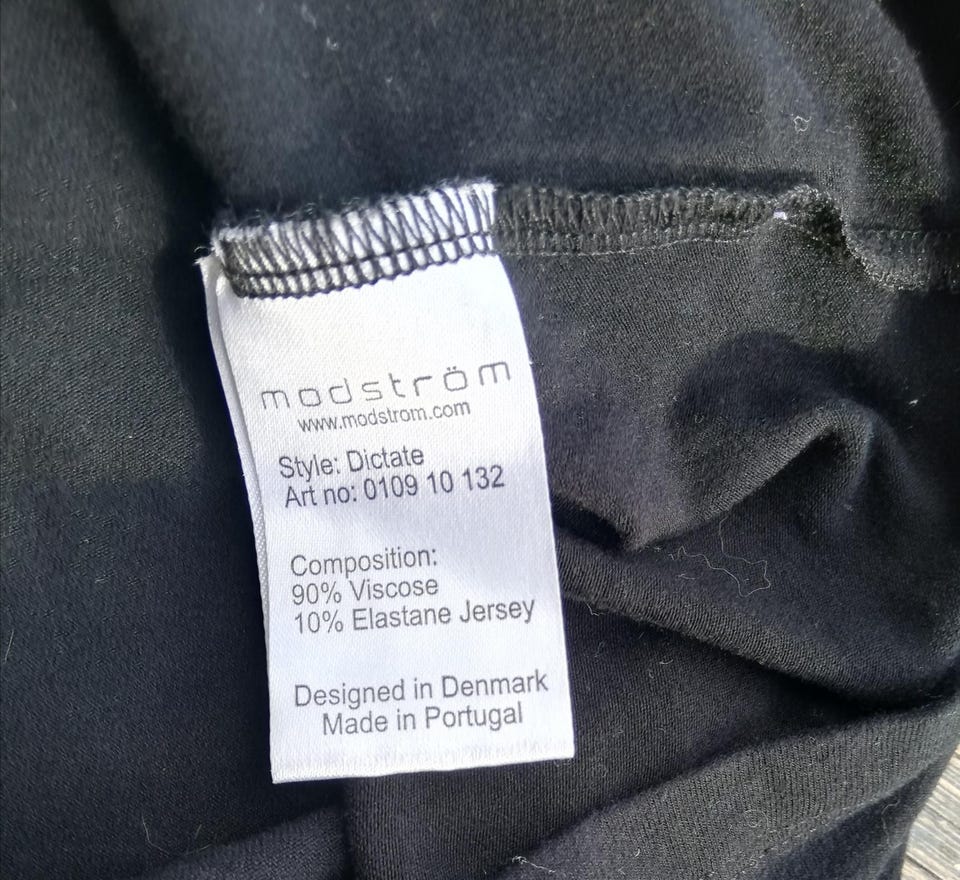 modström
www.modstrom.com
Style: Dictate
Art no: 0109 10 132
Composition:
90% Viscose
10% Elastane Jersey
Designed in Denmark
Made in Portugal